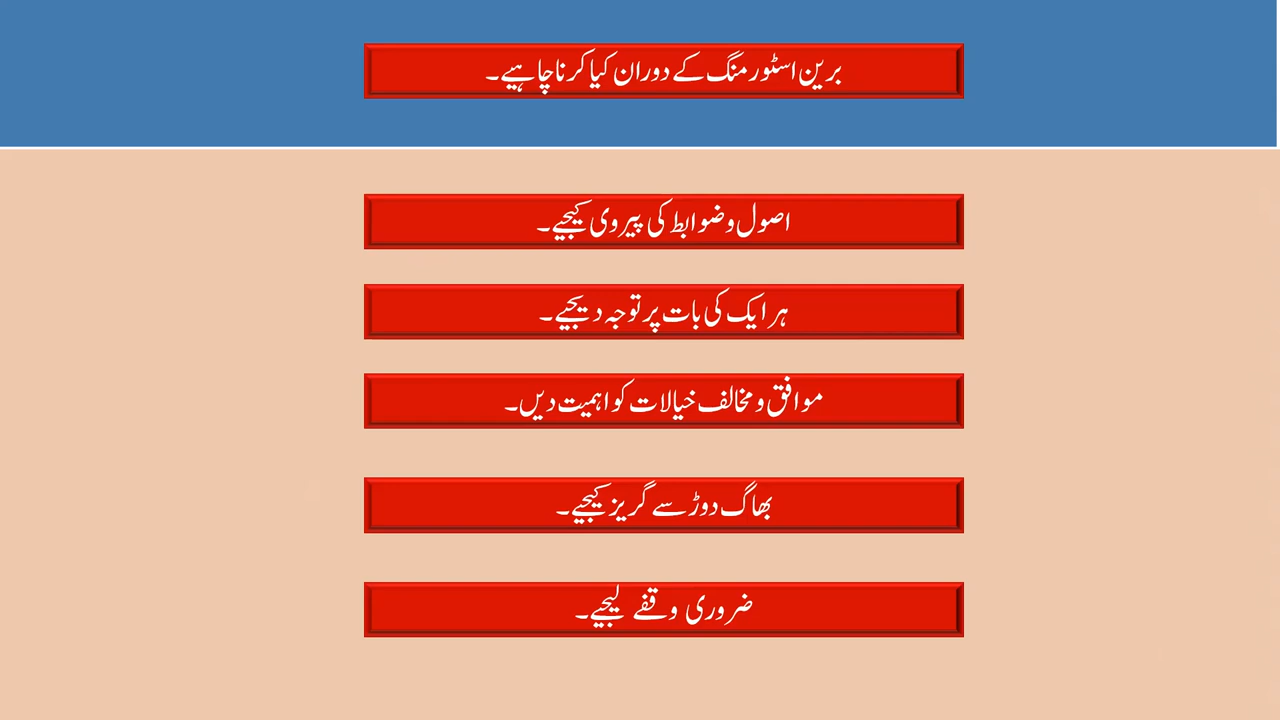 برین اسٹورمنگ کے دوران کیا کرنا چاہیے۔
اصول و ضوابط کی پیروی کیجیے۔
ہر ایک کی بات پر توجہ دیجیے۔
موافق و مخالف خیالات کو اہمیت دیں۔
بھاگ دوڑ سے گریز کیجیے۔
ضروری وقفے لیجیے۔